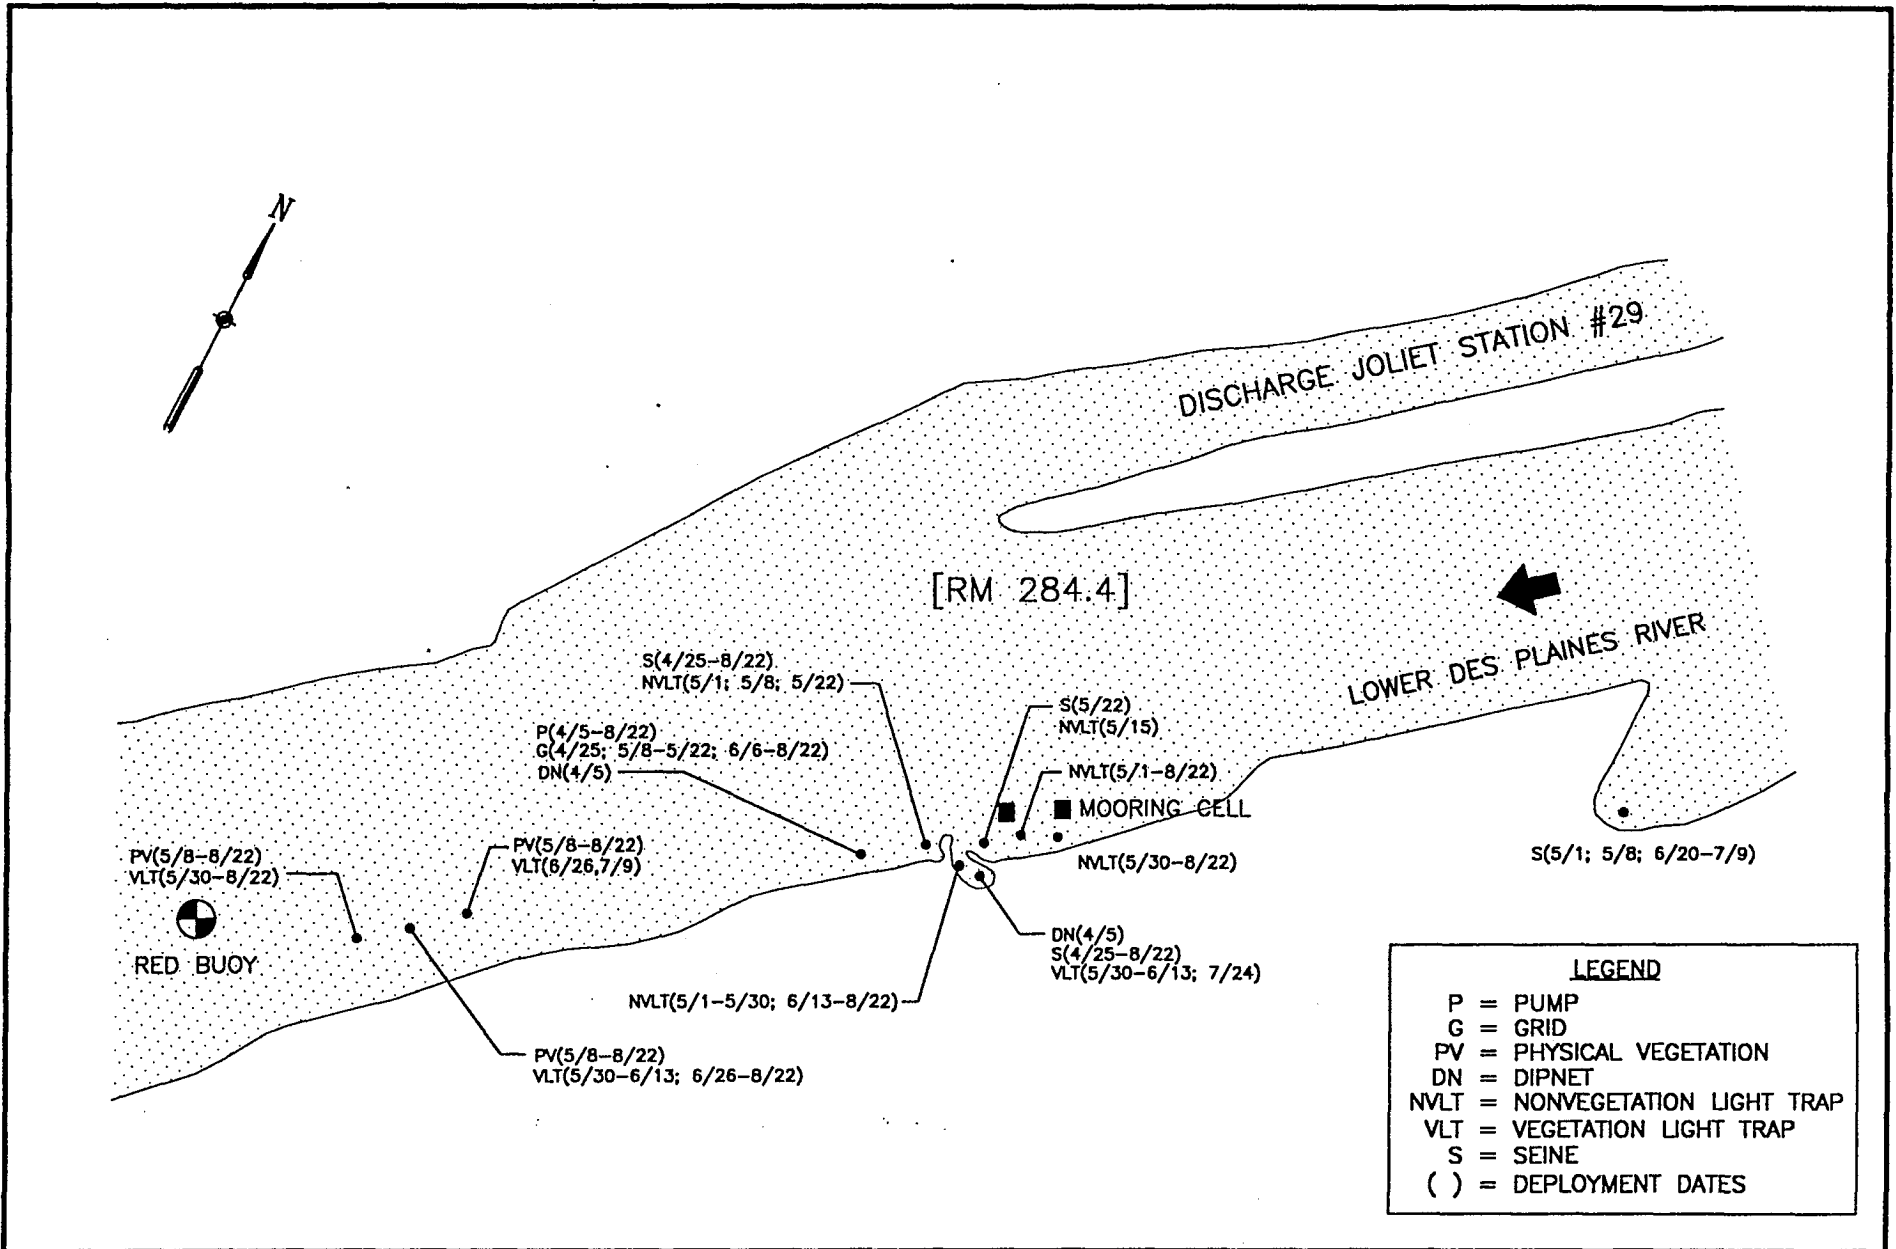 N
DISCHARGE JOLIET STATION #29
[RM 284.4]
LOWER DES PLAINES RIVER
S(4/25-8/22)
NVLT(5/1; 5/8; 5/22)
S(5/22)
NVLT(5/15)
P(4/5-8/22)
G(4/25; 5/8-5/22; 6/6-8/22)
DN(4/5)
NVLT(5/1-8/22)
MOORING CELL
PV(5/8-8/22)
VLT(5/30-8/22)
PV(5/8-8/22)
VLT(6/26,7/9)
NVLT(5/30-8/22)
S(5/1; 5/8; 6/20-7/9)
RED BUOY
DN(4/5)
S(4/25-8/22)
VLT(5/30-6/13; 7/24)
NVLT(5/1-5/30; 6/13-8/22)
PV(5/8-8/22)
VLT(5/30-6/13; 6/26-8/22)
LEGEND
P = PUMP
G = GRID
PV = PHYSICAL VEGETATION
DN = DIPNET
NVLT = NONVEGETATION LIGHT TRAP
VLT = VEGETATION LIGHT TRAP
S = SEINE
( ) = DEPLOYMENT DATES